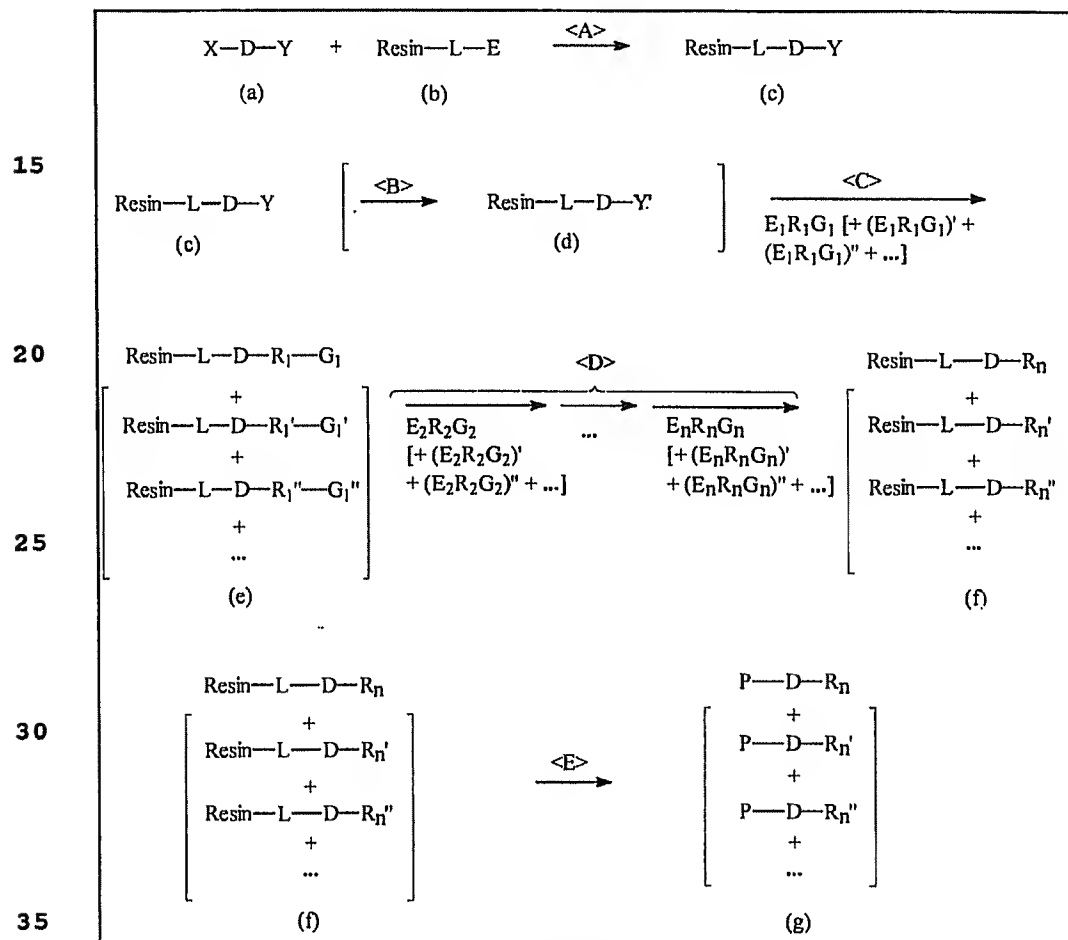 X—D—Y + Resin—L—E <A> Resin—L—D—Y
(a) (b) (c)
15
Resin—L—D—Y [ <B> Resin—L—D—Y' ] <C>
(c) (d) E₁R₁G₁ [+ (E₁R₁G₁)' +
(E₁R₁G₁)" + ...]
20
Resin—L—D—R₁—G₁ <D> Resin—L—D—Rₙ
+ +
Resin—L—D—R₁'—G₁' E₂R₂G₂ ... EₙRₙGₙ Resin—L—D—Rₙ'
+ [+ (E₂R₂G₂)' [+ (EₙRₙGₙ)' +
Resin—L—D—R₁"—G₁" + (E₂R₂G₂)" + ...] + (EₙRₙGₙ)" + ...] Resin—L—D—Rₙ"
+ +
25
... ...
(e) (f)
Resin—L—D—Rₙ P—D—Rₙ
+ +
30
Resin—L—D—Rₙ' <E> P—D—Rₙ'
+ +
Resin—L—D—Rₙ" P—D—Rₙ"
+ +
... ...
35
(f) (g)